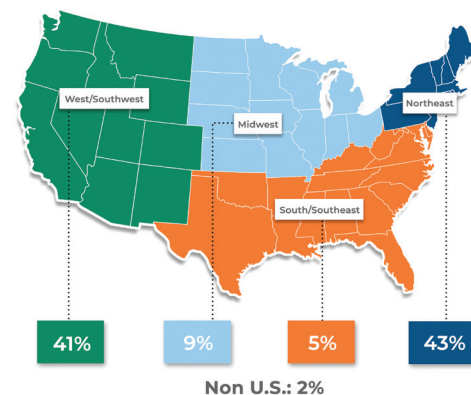 West/Southwest
Northeast
Midwest
South/Southeast
41%
9%
5%
43%
Non U.S.: 2%